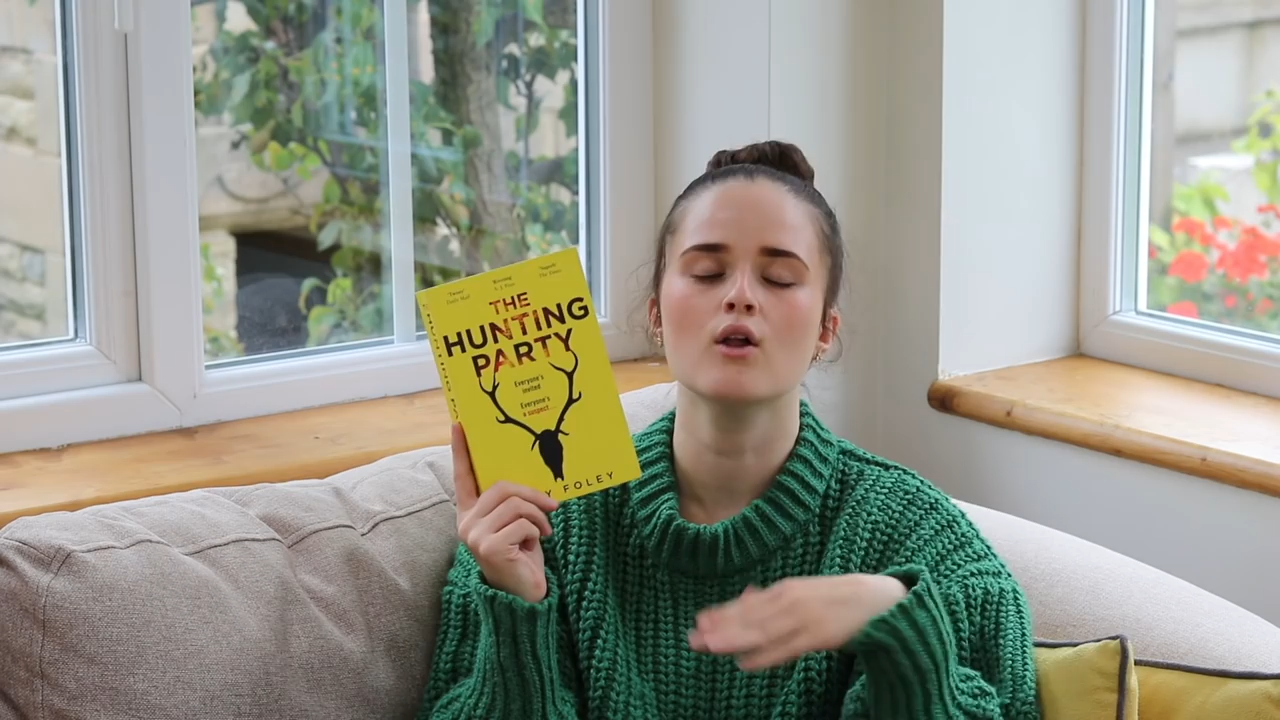 THE
HUNTING
PARTY
Everyone's
invited
Everyone's
a suspect...
Y FOLEY